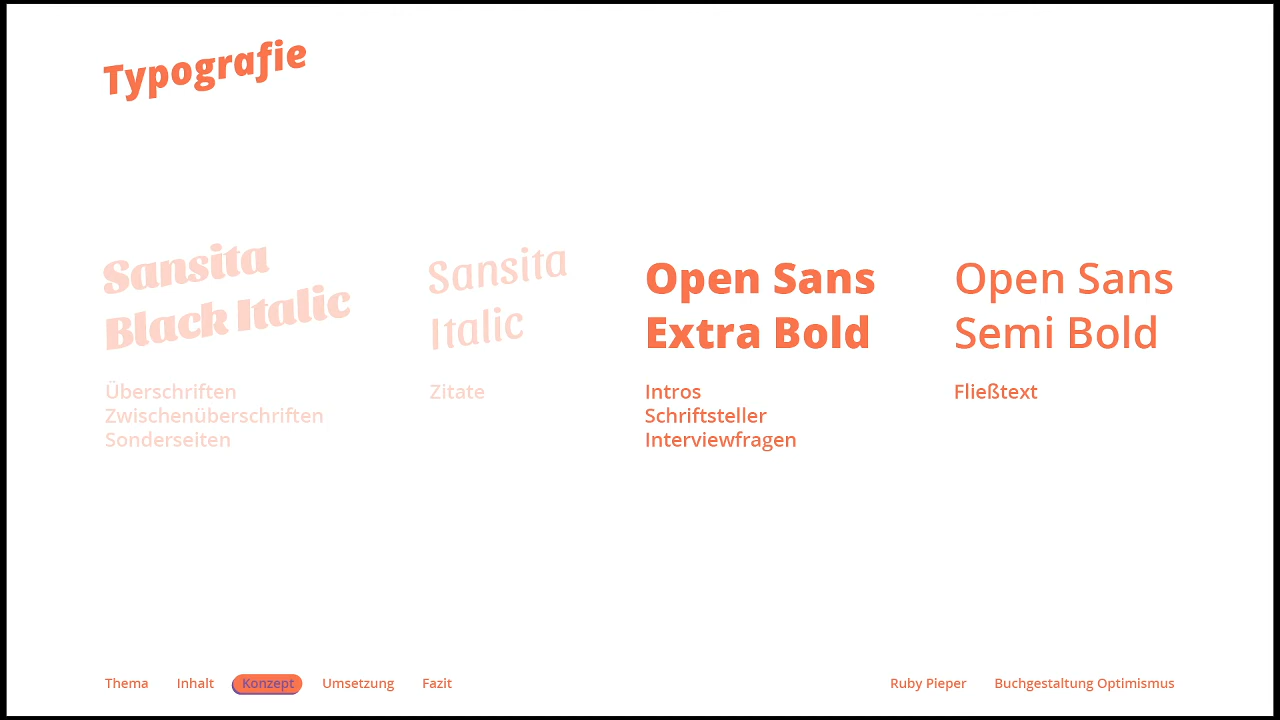 Typografie
Sansita
Black Italic
Überschriften
Zwischenüberschriften
Sonderseiten
Sansita
Italic
Zitate
Open Sans
Extra Bold
Intros
Schriftsteller
Interviewfragen
Open Sans
Semi Bold
Fließtext
Thema Inhalt Konzept Umsetzung Fazit
Ruby Pieper Buchgestaltung Optimismus